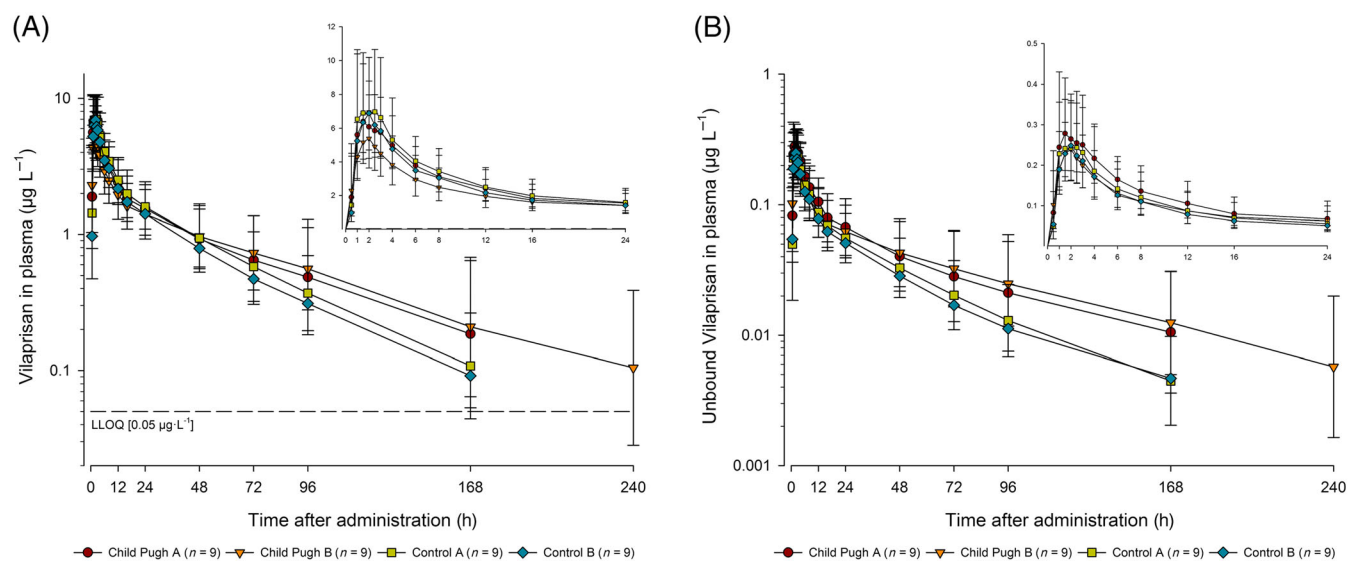 (A)
12
10
8
6
4
2
0 1 2 4 6 8 12 16 24
10
1
0.1
Vilaprisan in plasma (µg L⁻¹)
LLOQ [0.05 µg·L⁻¹]
0 12 24 48 72 96 168 240
Time after administration (h)
Child Pugh A (n = 9) Child Pugh B (n = 9) Control A (n = 9) Control B (n = 9)
(B)
0.5
0.4
0.3
0.2
0.1
0 1 2 4 6 8 12 16 24
1
0.1
0.01
0.001
Unbound Vilaprisan in plasma (µg L⁻¹)
0 12 24 48 72 96 168 240
Time after administration (h)
Child Pugh A (n = 9) Child Pugh B (n = 9) Control A (n = 9) Control B (n = 9)